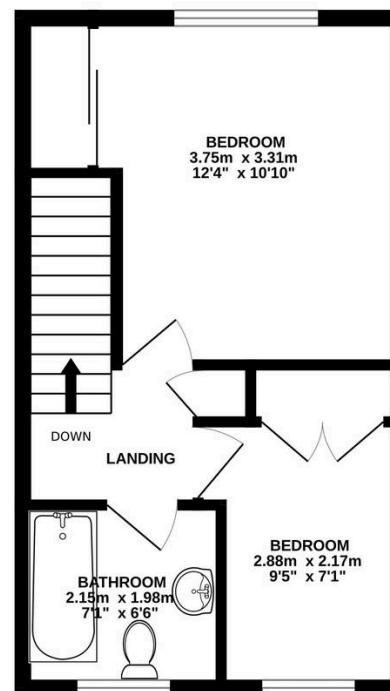 BEDROOM
3.75m x 3.31m
12'4" x 10'10"
DOWN
LANDING
BEDROOM
2.88m x 2.17m
9'5" x 7'1"
BATHROOM
2.15m x 1.98m
7'1" x 6'6"